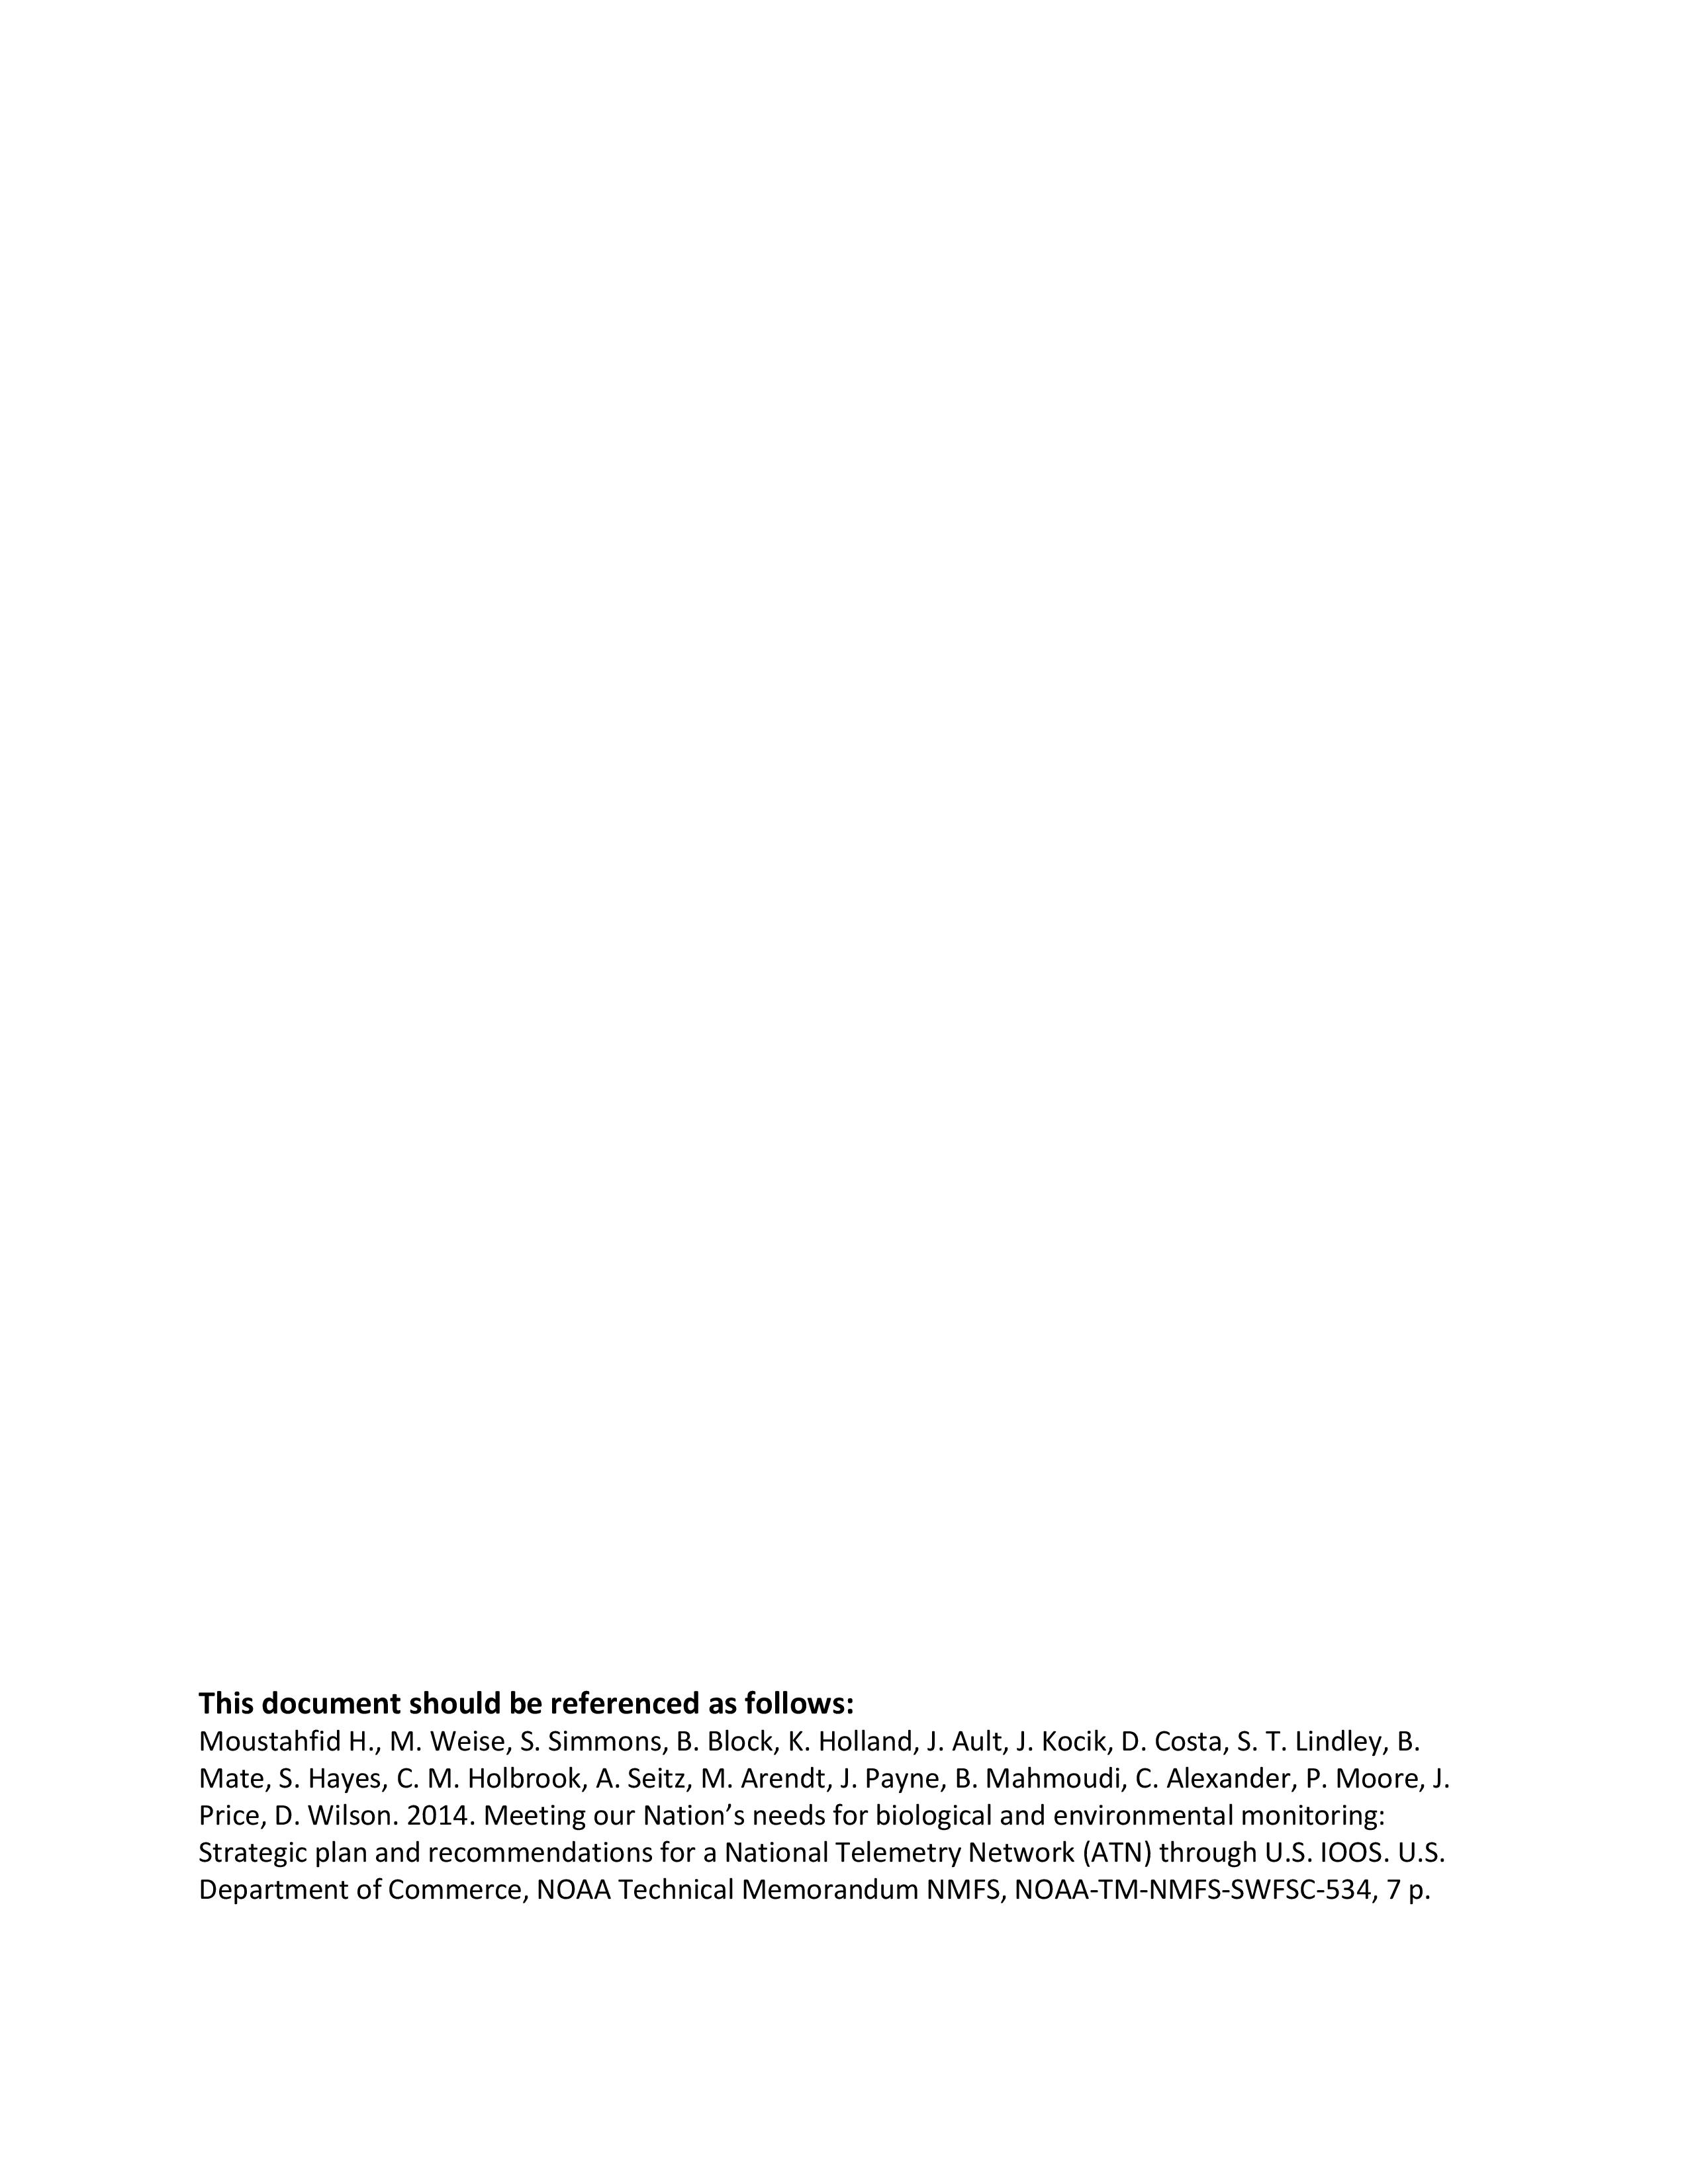 This document should be referenced as follows:
Moustahfid H., M. Weise, S. Simmons, B. Block, K. Holland, J. Ault, J. Kocik, D. Costa, S. T. Lindley, B.
Mate, S. Hayes, C. M. Holbrook, A. Seitz, M. Arendt, J. Payne, B. Mahmoudi, C. Alexander, P. Moore, J.
Price, D. Wilson. 2014. Meeting our Nation’s needs for biological and environmental monitoring:
Strategic plan and recommendations for a National Telemetry Network (ATN) through U.S. IOOS. U.S.
Department of Commerce, NOAA Technical Memorandum NMFS, NOAA-TM-NMFS-SWFSC-534, 7 p.